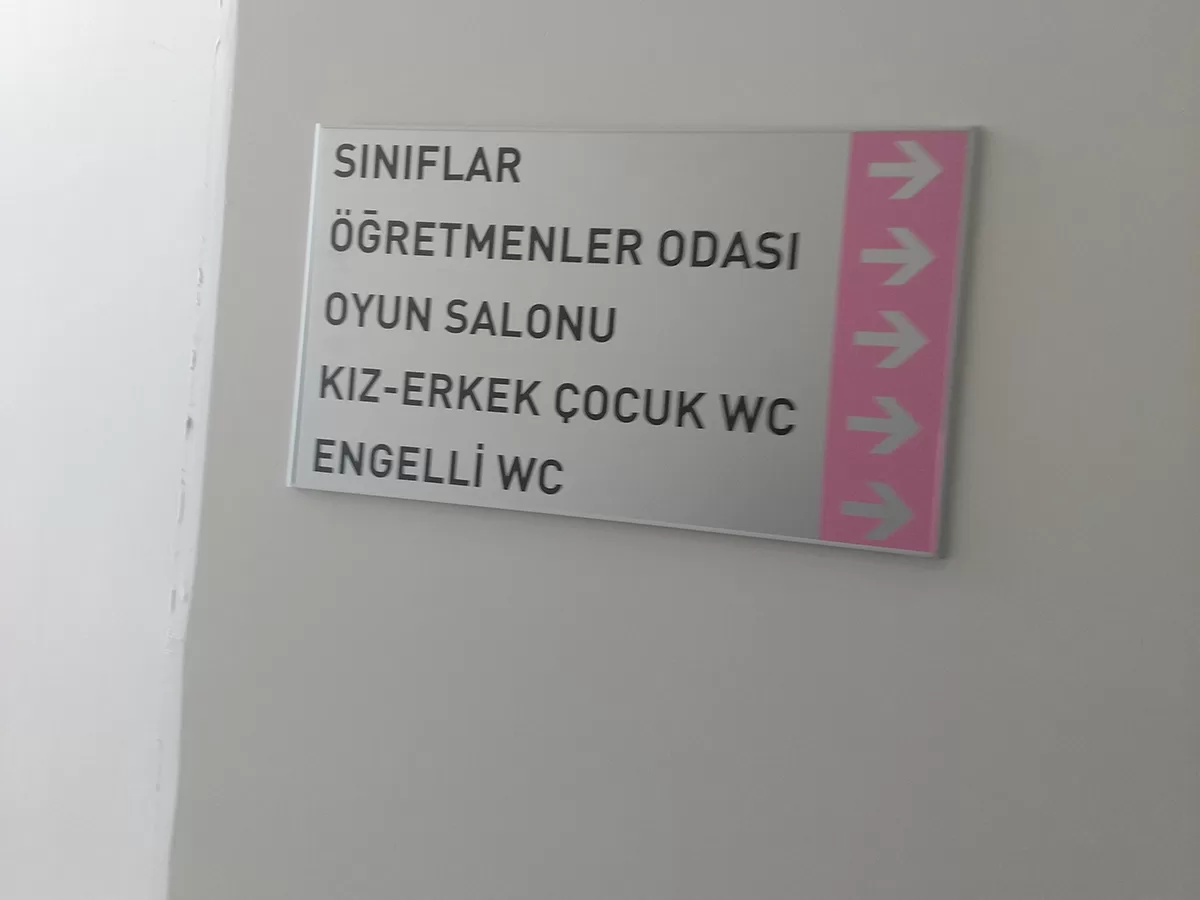 SINIFLAR
ÖĞRETMENLER ODASI
OYUN SALONU
KIZ-ERKEK ÇOCUK WC
ENGELLİ WC